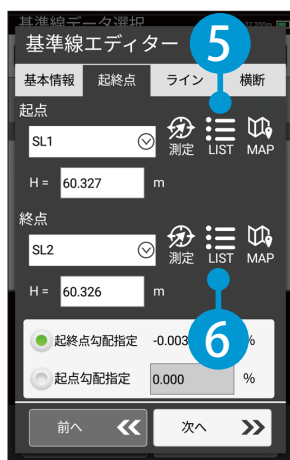 基準線データ選択
27.200m
基準線エディター
5
基本情報 起終点 ライン 横断
起点
SL1 測定 LIST MAP
H = 60.327 m
終点
SL2 測定 LIST MAP
H = 60.326 m
6
起終点勾配指定 -0.003 %
起点勾配指定 0.000 %
前へ 次へ